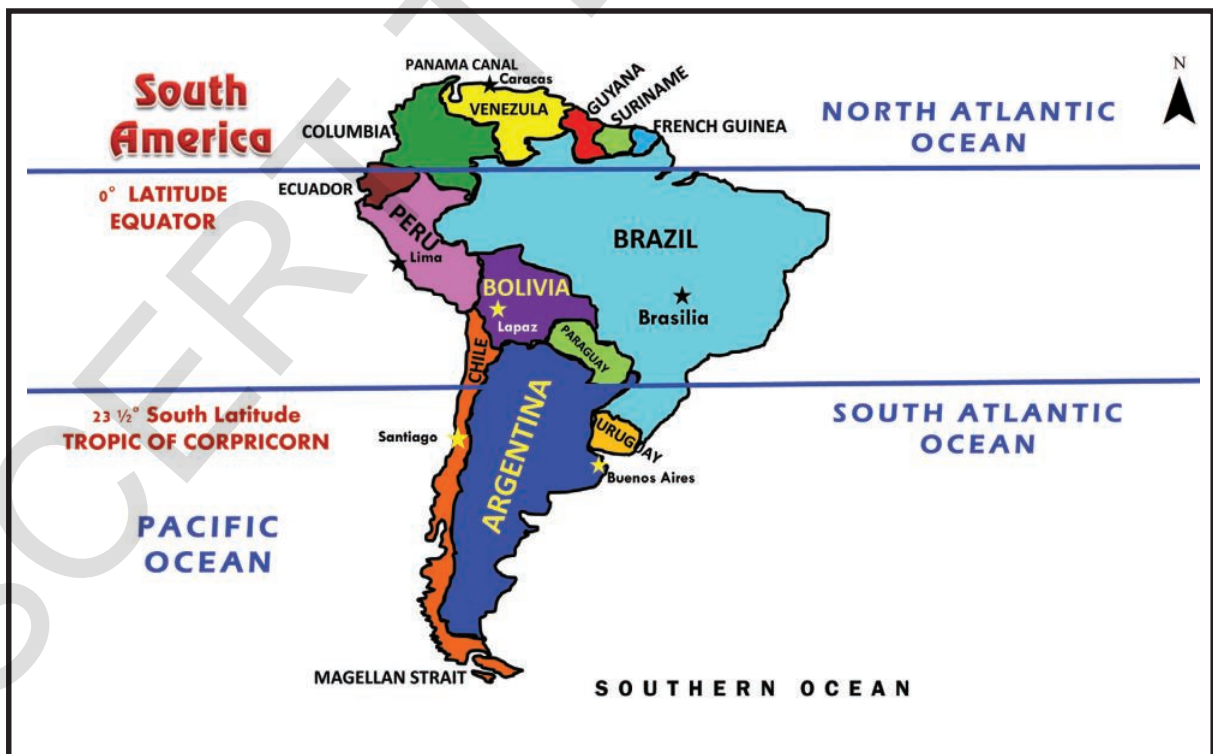 South
America
PANAMA CANAL
Caracas
VENEZULA
GUYANA
SURINAME
FRENCH GUINEA
COLUMBIA
NORTH ATLANTIC
OCEAN
N
ECUADOR
0° LATITUDE
EQUATOR
PERU
Lima
BRAZIL
BOLIVIA
Lapaz
Brasilia
PARAGUAY
CHILE
23 ½° South Latitude
TROPIC OF CORPRICORN
SOUTH ATLANTIC
OCEAN
Santiago
ARGENTINA
URUGUAY
Buenos Aires
PACIFIC
OCEAN
MAGELLAN STRAIT
SOUTHERN OCEAN
SCERT T